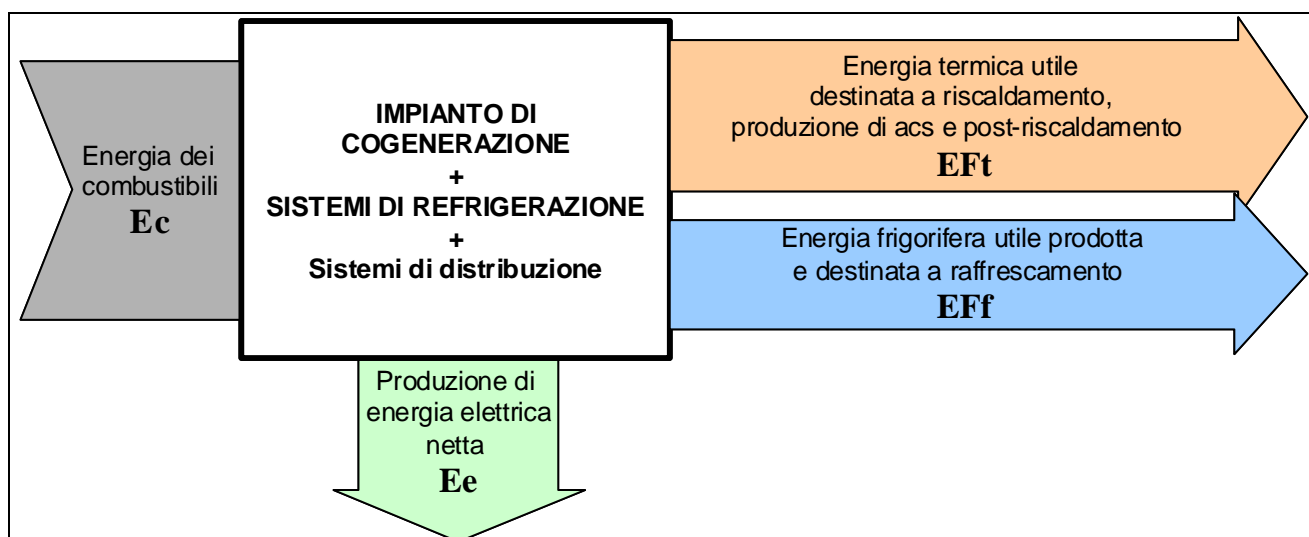 Energia dei
combustibili
Ec
IMPIANTO DI
COGENERAZIONE
+
SISTEMI DI REFRIGERAZIONE
+
Sistemi di distribuzione
Energia termica utile
destinata a riscaldamento,
produzione di acs e post-riscaldamento
EFt
Energia frigorifera utile prodotta
e destinata a raffrescamento
EFf
Produzione di
energia elettrica
netta
Ee